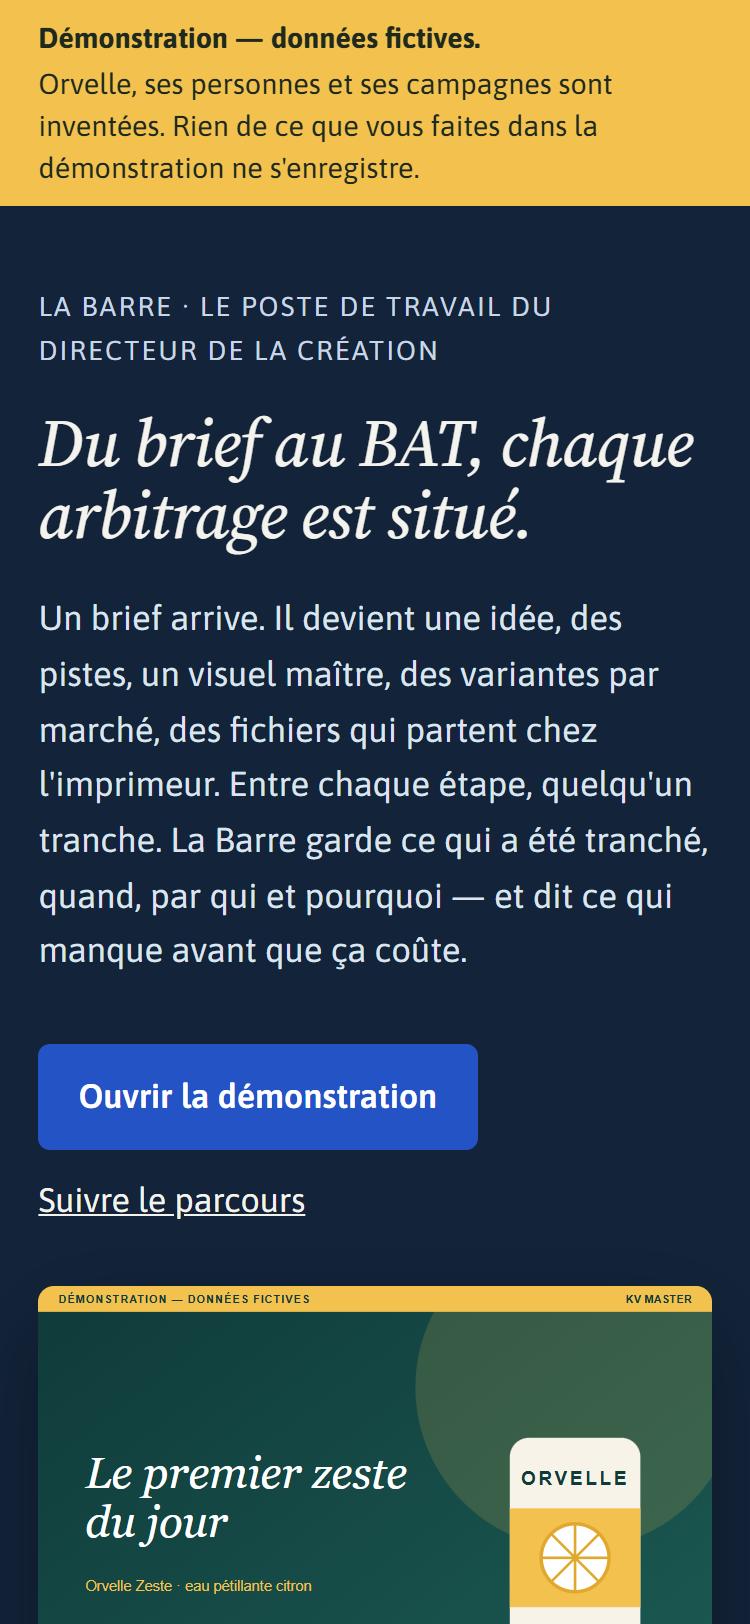 Démonstration — données fictives.
Orvelle, ses personnes et ses campagnes sont
inventées. Rien de ce que vous faites dans la
démonstration ne s'enregistre.
LA BARRE · LE POSTE DE TRAVAIL DU
DIRECTEUR DE LA CRÉATION
Du brief au BAT, chaque
arbitrage est situé.
Un brief arrive. Il devient une idée, des
pistes, un visuel maître, des variantes par
marché, des fichiers qui partent chez
l'imprimeur. Entre chaque étape, quelqu'un
tranche. La Barre garde ce qui a été tranché,
quand, par qui et pourquoi — et dit ce qui
manque avant que ça coûte.
Ouvrir la démonstration
Suivre le parcours
DÉMONSTRATION — DONNÉES FICTIVES
KV MASTER
Le premier zeste
du jour
ORVELLE
Orvelle Zeste · eau pétillante citron